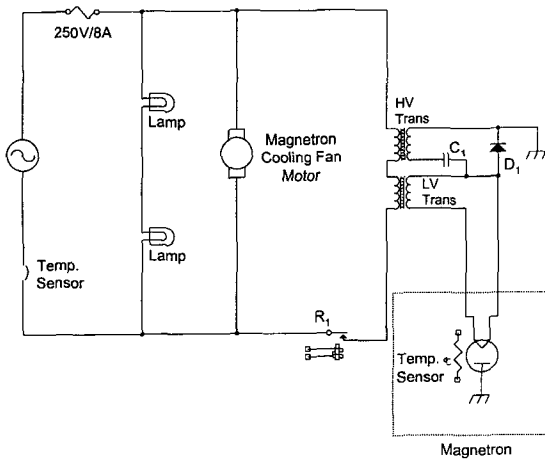 250V/8A
Lamp
HV
Trans
C1
D1
Magnetron
Cooling Fan
Motor
LV
Trans
Lamp
Temp.
Sensor
R1
Temp.
Sensor
Magnetron